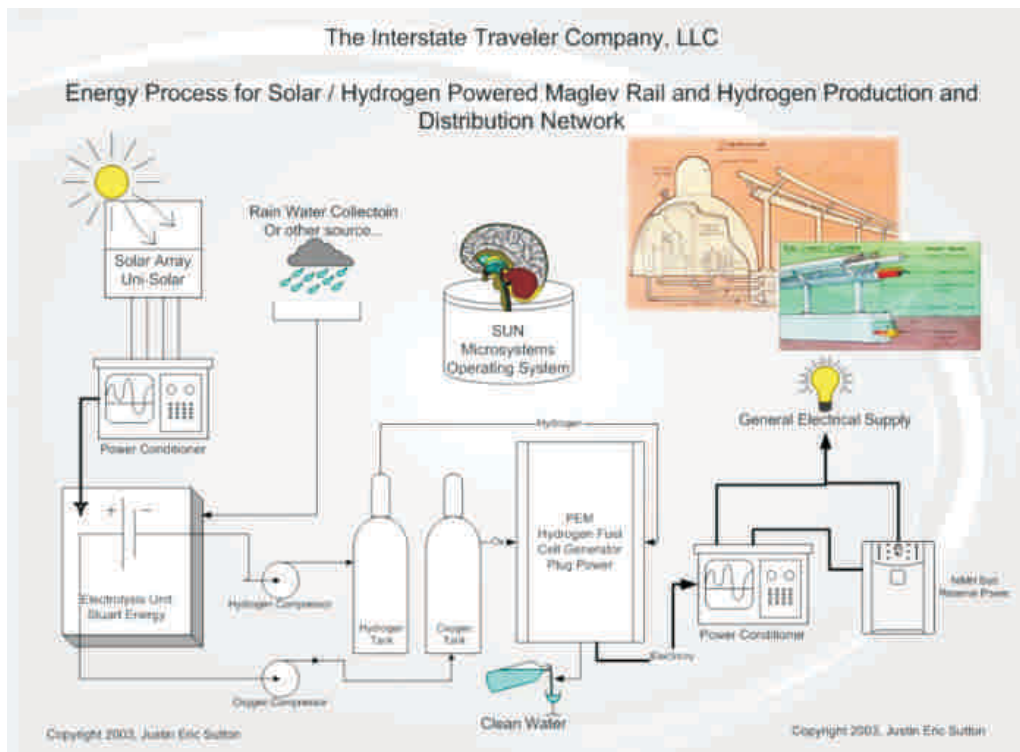 The Interstate Traveler Company, LLC
Energy Process for Solar / Hydrogen Powered Maglev Rail and Hydrogen Production and
Distribution Network
Solar Array
Uni-Solar
Rain Water Collectoin
Or other source...
SUN
Microsystems
Operating System
Power Conditioner
General Electrical Supply
Hydrogen
+ −
Electrolysis Unit
Stuart Energy
Hydrogen Compressor
Hydrogen
Tank
Oxygen
Tank
Ox
PEM
Hydrogen Fuel
Cell Generator
Plug Power
Power Conditioner
Reserve Power
Electricity
Oxygen Compressor
Clean Water
Copyright 2003, Justin Eric Sutton
Copyright 2003, Justin Eric Sutton